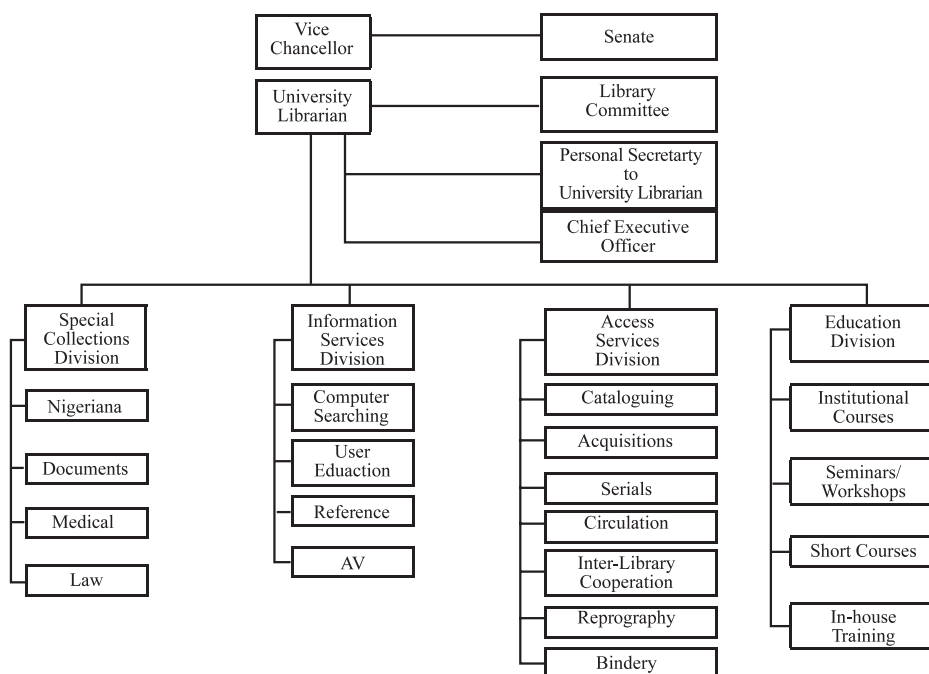 Vice
Chancellor
Senate
University
Librarian
Library
Committee
Personal Secretarty
to
University Librarian
Chief Executive
Officer
Special
Collections
Division
Nigeriana
Documents
Medical
Law
Information
Services
Division
Computer
Searching
User
Eduaction
Reference
AV
Access
Services
Division
Cataloguing
Acquisitions
Serials
Circulation
Inter-Library
Cooperation
Reprography
Bindery
Education
Division
Institutional
Courses
Seminars/
Workshops
Short Courses
In-house
Training